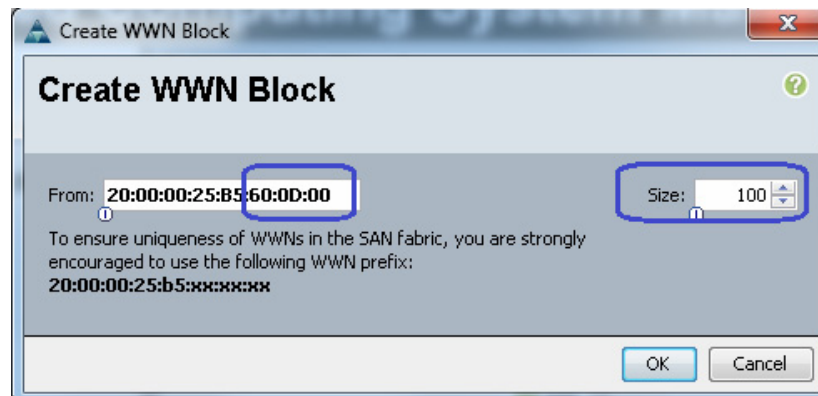 Create WWN Block
Create WWN Block
From: 20:00:00:25:B5:60:0D:00 Size: 100
To ensure uniqueness of WWNs in the SAN fabric, you are strongly
encouraged to use the following WWN prefix:
20:00:00:25:b5:xx:xx:xx
OK Cancel